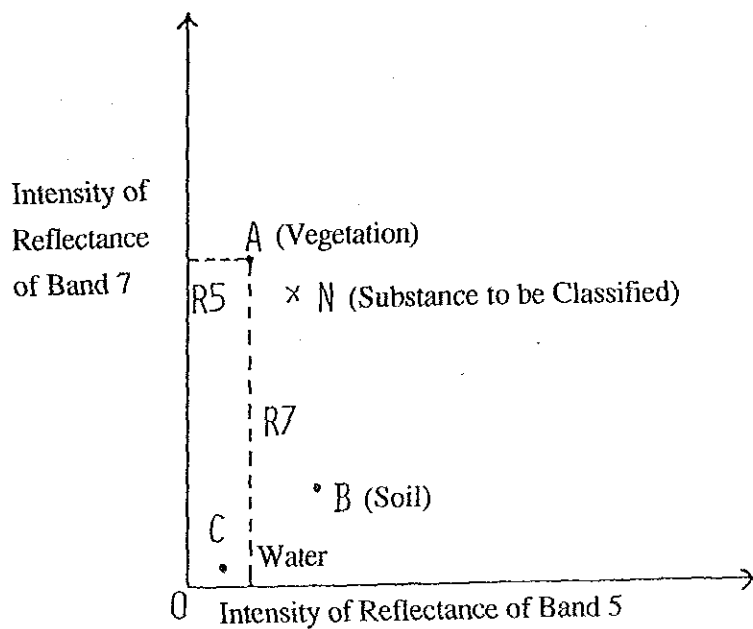 Intensity of
Reflectance
of Band 7
A (Vegetation)
R5
N (Substance to be Classified)
R7
B (Soil)
C
Water
O
Intensity of Reflectance of Band 5